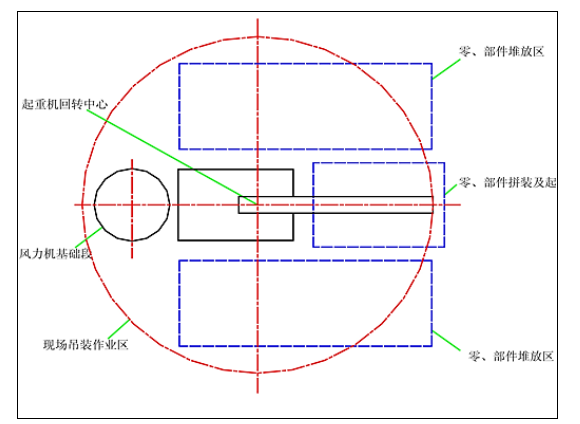 零、部件堆放区
起重机回转中心
零、部件拼装及起
风力机基础段
现场吊装作业区
零、部件堆放区